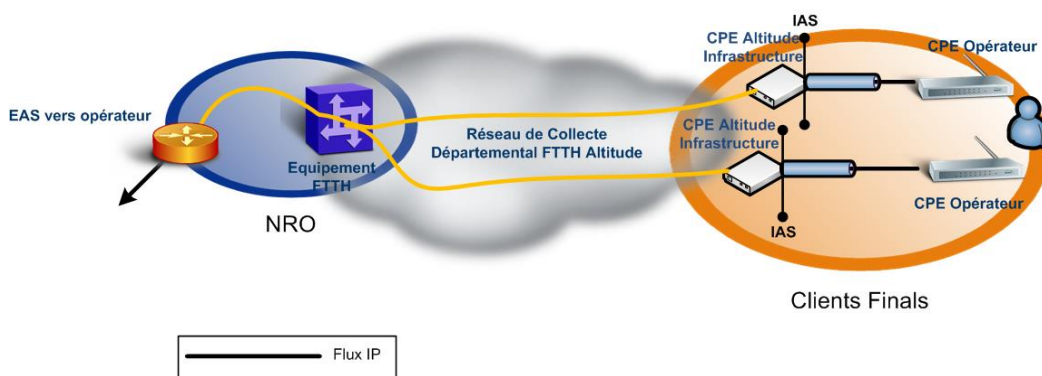 IAS
CPE Altitude
Infrastructure
CPE Opérateur
EAS vers opérateur
Réseau de Collecte
Départemental FTTH Altitude
CPE Altitude
Infrastructure
Equipement
FTTH
NRO
CPE Opérateur
IAS
Clients Finals
Flux IP